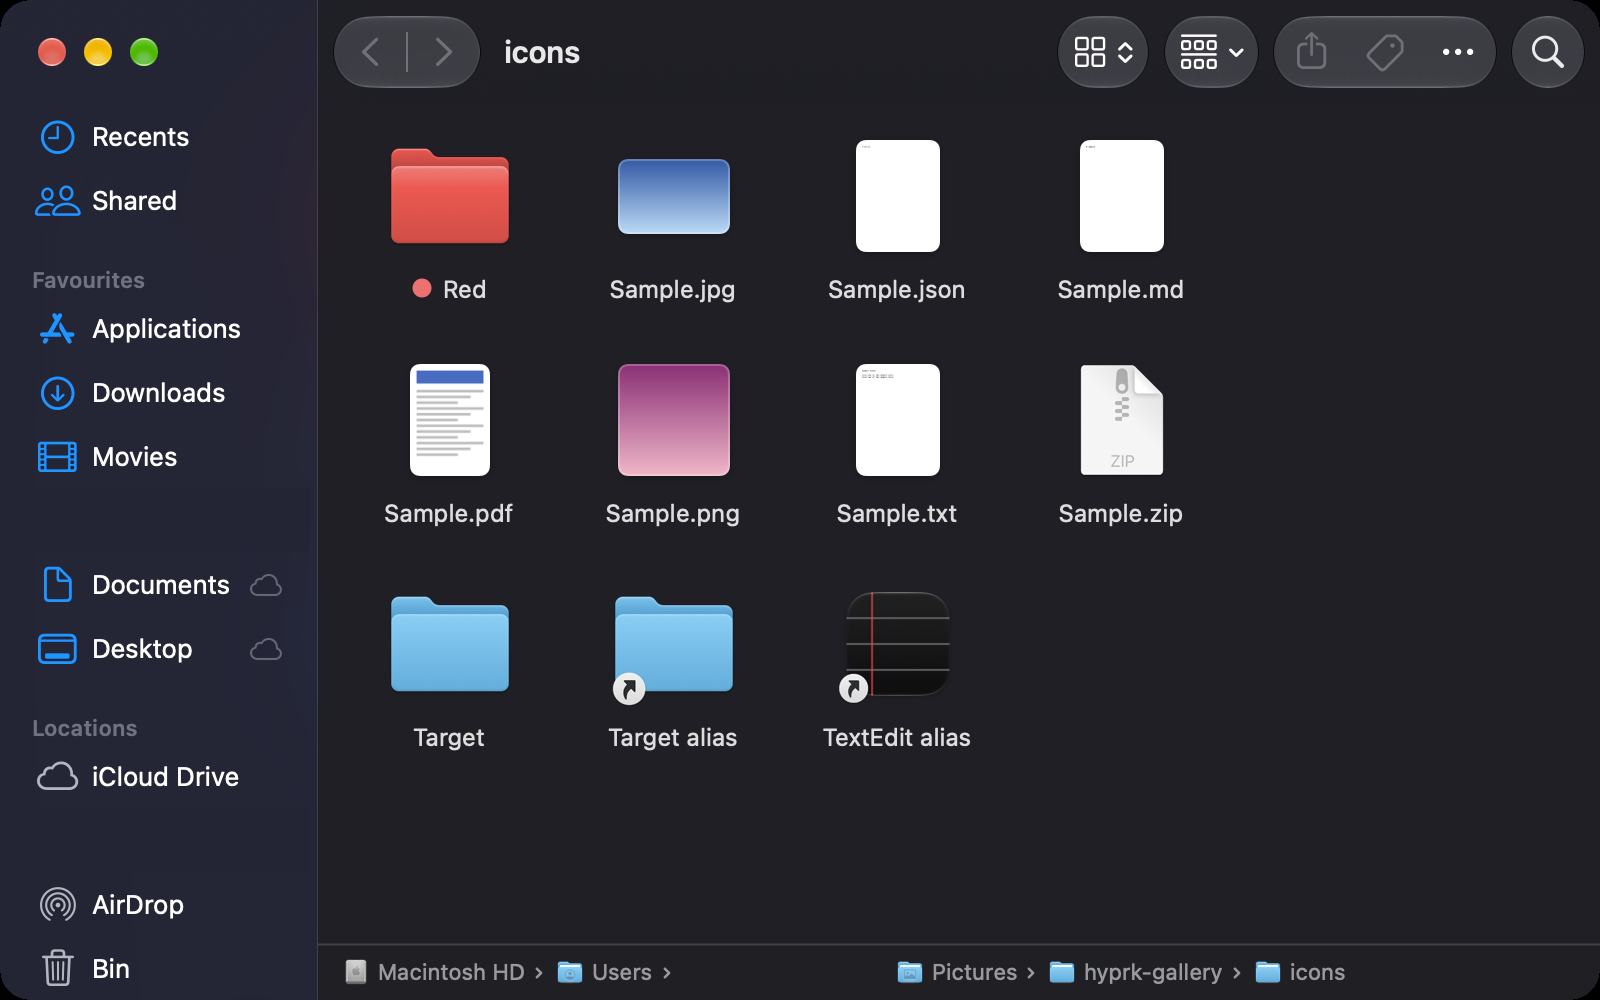 icons
Recents
Shared
Favourites
Applications
Downloads
Movies
Documents
Desktop
Locations
iCloud Drive
AirDrop
Bin
Red
Sample.jpg
Sample.json
Sample.md
Sample.pdf
Sample.png
Sample.txt
ZIP
Sample.zip
Target
Target alias
TextEdit alias
Macintosh HD › Users › Pictures › hyprk-gallery › icons